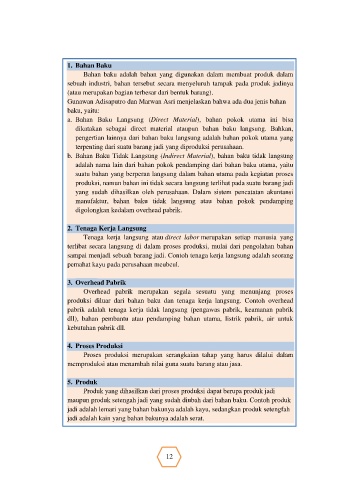 1. Bahan Baku
Bahan baku adalah bahan yang digunakan dalam membuat produk dalam
sebuah industri, bahan tersebut secara menyeluruh tampak pada produk jadinya
(atau merupakan bagian terbesar dari bentuk barang).
Gunawan Adisaputro dan Marwan Asri menjelaskan bahwa ada dua jenis bahan
baku, yaitu:
a. Bahan Baku Langsung (Direct Material), bahan pokok utama ini bisa
dikatakan sebagai direct material ataupun bahan baku langsung. Bahkan,
pengertian lainnya dari bahan baku langsung adalah bahan pokok utama yang
terpenting dari suatu barang jadi yang diproduksi perusahaan.
b. Bahan Baku Tidak Langsung (Indirect Material), bahan baku tidak langsung
adalah nama lain dari bahan pokok pendamping dari bahan baku utama, yaitu
suatu bahan yang berperan langsung dalam bahan utama pada kegiatan proses
produksi, namun bahan ini tidak secara langsung terlihat pada suatu barang jadi
yang sudah dihasilkan oleh perusahaan. Dalam sistem pencatatan akuntansi
manufaktur, bahan baku tidak langsung atau bahan pokok pendamping
digolongkan kedalam overhead pabrik.
2. Tenaga Kerja Langsung
Tenaga kerja langsung atau direct labor merupakan setiap manusia yang
terlibat secara langsung di dalam proses produksi, mulai dari pengolahan bahan
sampai menjadi sebuah barang jadi. Contoh tenaga kerja langsung adalah seorang
pemahat kayu pada perusahaan meubeul.
3. Overhead Pabrik
Overhead pabrik merupakan segala sesuatu yang menunjang proses
produksi diluar dari bahan baku dan tenaga kerja langsung. Contoh overhead
pabrik adalah tenaga kerja tidak langsung (pengawas pabrik, keamanan pabrik
dll), bahan pembantu atau pendamping bahan utama, listrik pabrik, air untuk
kebutuhan pabrik dll.
4. Proses Produksi
Proses produksi merupakan serangkaian tahap yang harus dilalui dalam
memproduksi atau menambah nilai guna suatu barang atau jasa.
5. Produk
Produk yang dihasilkan dari proses produksi dapat berupa produk jadi
maupun produk setengah jadi yang sudah diubah dari bahan baku. Contoh produk
jadi adalah lemari yang bahan bakunya adalah kayu, sedangkan produk setengfah
jadi adalah kain yang bahan bakunya adalah serat.
12